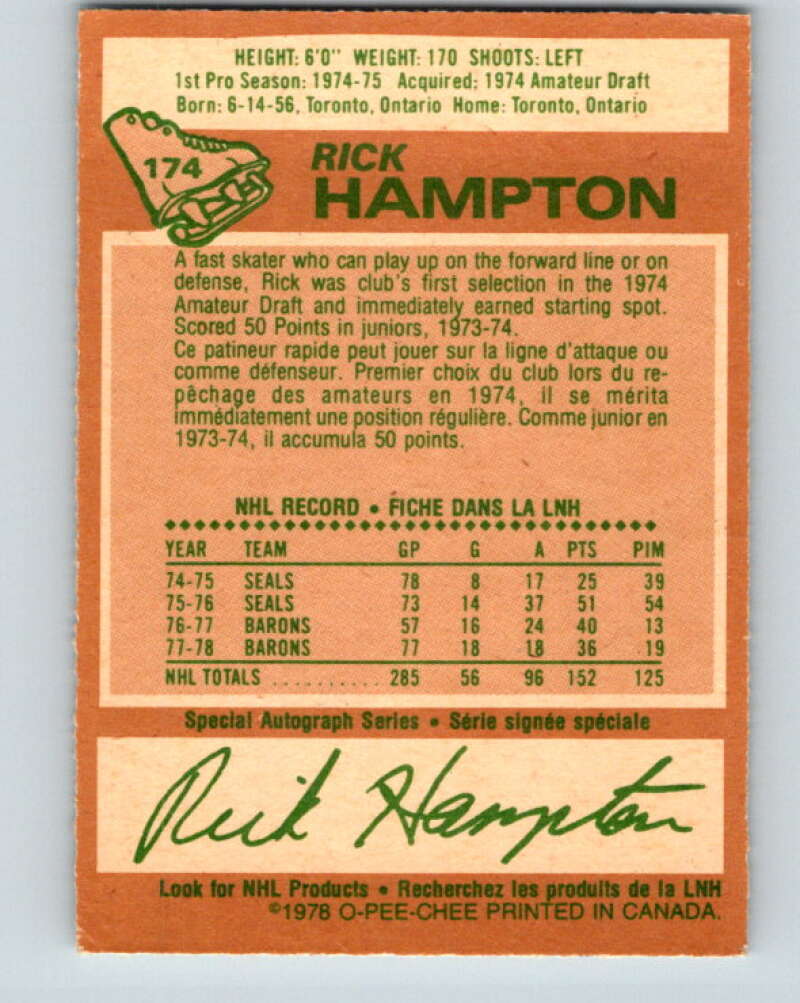 HEIGHT: 6'0" WEIGHT: 170 SHOOTS: LEFT
1st Pro Season: 1974-75 Acquired: 1974 Amateur Draft
Born: 6-14-56, Toronto, Ontario Home: Toronto, Ontario
174
RICK
HAMPTON
A fast skater who can play up on the forward line or on
defense, Rick was club's first selection in the 1974
Amateur Draft and immediately earned starting spot.
Scored 50 Points in juniors, 1973-74.
Ce patineur rapide peut jouer sur la ligne d'attaque ou
comme défenseur. Premier choix du club lors du re-
pêchage des amateurs en 1974, il se mérita
immédiatement une position régulière. Comme junior en
1973-74, il accumula 50 points.
NHL RECORD • FICHE DANS LA LNH
YEAR TEAM GP G A PTS PIM
74-75 SEALS 78 8 17 25 39
75-76 SEALS 73 14 37 51 54
76-77 BARONS 57 16 24 40 13
77-78 BARONS 77 18 18 36 19
NHL TOTALS .......... 285 56 96 152 125
Special Autograph Series • Série signée spéciale
Rick Hampton
Look for NHL Products • Recherchez les produits de la LNH
©1978 O-PEE-CHEE PRINTED IN CANADA.